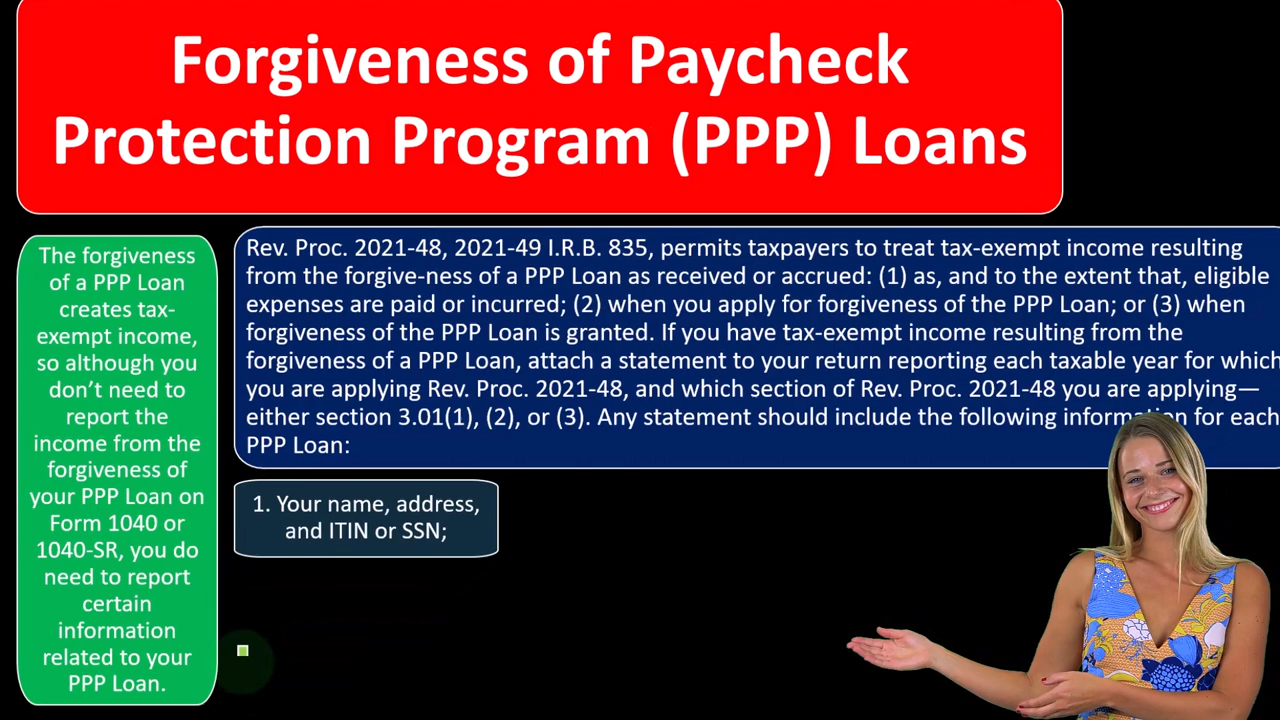 Forgiveness of Paycheck
Protection Program (PPP) Loans
The forgiveness
of a PPP Loan
creates tax-
exempt income,
so although you
don't need to
report the
income from the
forgiveness of
your PPP Loan on
Form 1040 or
1040-SR, you do
need to report
certain
information
related to your
PPP Loan.
Rev. Proc. 2021-48, 2021-49 I.R.B. 835, permits taxpayers to treat tax-exempt income resulting
from the forgive-ness of a PPP Loan as received or accrued: (1) as, and to the extent that, eligible
expenses are paid or incurred; (2) when you apply for forgiveness of the PPP Loan; or (3) when
forgiveness of the PPP Loan is granted. If you have tax-exempt income resulting from the
forgiveness of a PPP Loan, attach a statement to your return reporting each taxable year for which
you are applying Rev. Proc. 2021-48, and which section of Rev. Proc. 2021-48 you are applying—
either section 3.01(1), (2), or (3). Any statement should include the following information for each
PPP Loan:
1. Your name, address,
and ITIN or SSN;